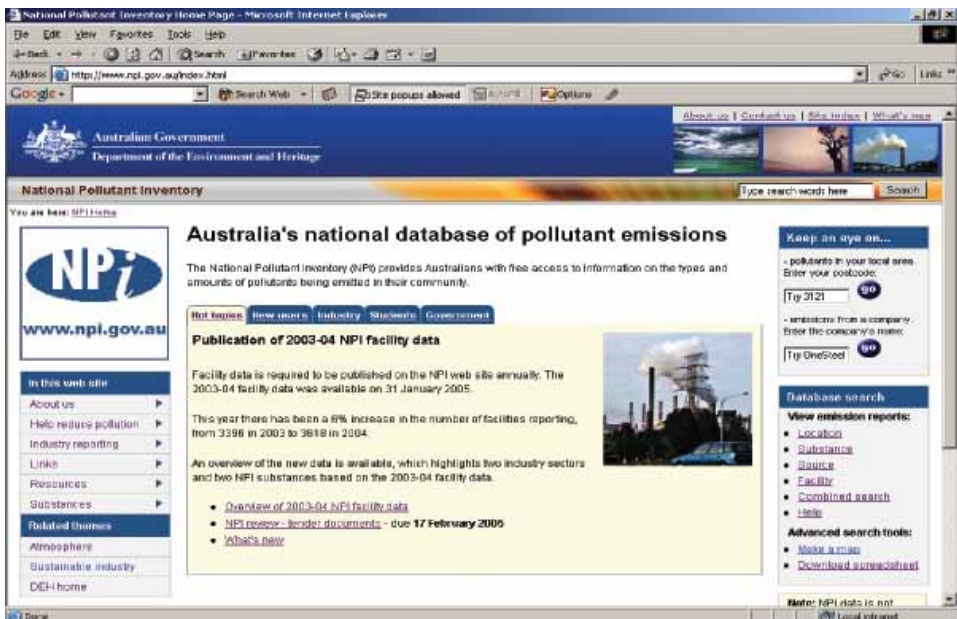 National Pollutant Inventory Home Page - Microsoft Internet Explorer
File Edit View Favorites Tools Help
Back Search Favorites
Address http://www.npi.gov.au/index.html Go Links
Google Search Web Site popups allowed AutoFill Options
About us | Contact us | Site index | What's new
Australian Government
Department of the Environment and Heritage
National Pollutant Inventory
Type search words here Search
You are here: NPI Home
NPi
www.npi.gov.au
In this web site
About us
Help reduce pollution
Industry reporting
Links
Resources
Substances
Related themes
Atmosphere
Sustainable industry
DEH home
Australia's national database of pollutant emissions
The National Pollutant Inventory (NPI) provides Australians with free access to information on the types and
amounts of pollutants being emitted in their community.
Hot topics New users Industry Students Government
Publication of 2003-04 NPI facility data
Facility data is required to be published on the NPI web site annually. The
2003-04 facility data was available on 31 January 2005.
This year there has been a 6% increase in the number of facilities reporting,
from 3396 in 2003 to 3618 in 2004.
An overview of the new data is available, which highlights two industry sectors
and two NPI substances based on the 2003-04 facility data.
Overview of 2003-04 NPI facility data
NPI review - tender documents - due 17 February 2005
What's new
Keep an eye on...
- pollutants in your local area.
Enter your postcode:
Try 3121 go
- emissions from a company.
Enter the company's name:
Try OneSteel go
Database search
View emission reports:
Location
Substance
Source
Facility
Combined search
Help
Advanced search tools:
Make a map
Download spreadsheet
Note: NPI data is not
Done
Local intranet